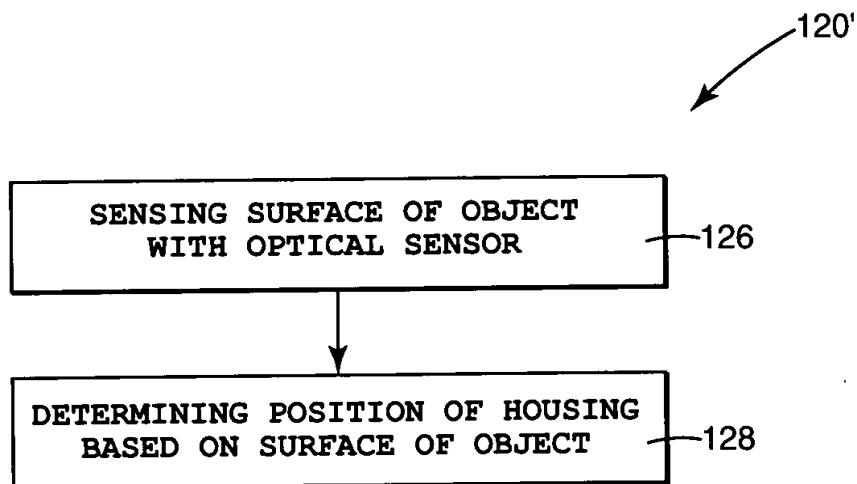 120'
SENSING SURFACE OF OBJECT
WITH OPTICAL SENSOR
126
DETERMINING POSITION OF HOUSING
BASED ON SURFACE OF OBJECT
128